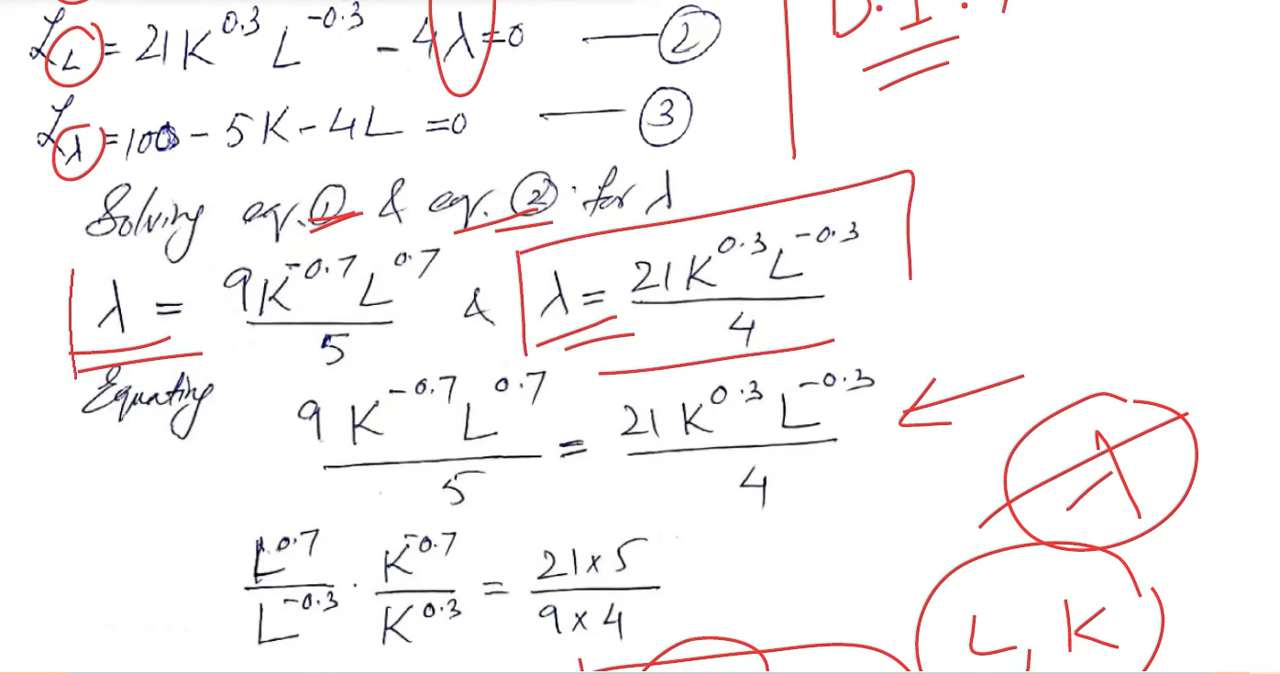 ℒ_L = 21K^0.3 L^-0.3 - 4λ = 0 — ②
ℒ_λ = 100 - 5K - 4L = 0 — ③
Solving eq. ① & eq. ② for λ
λ = 9K^-0.7 L^0.7 / 5 & λ = 21K^0.3 L^-0.3 / 4
Equating
9K^-0.7 L^0.7 / 5 = 21K^0.3 L^-0.3 / 4
λ
L^0.7 / L^-0.3 · K^-0.7 / K^0.3 = 21 x 5 / 9 x 4
L, K